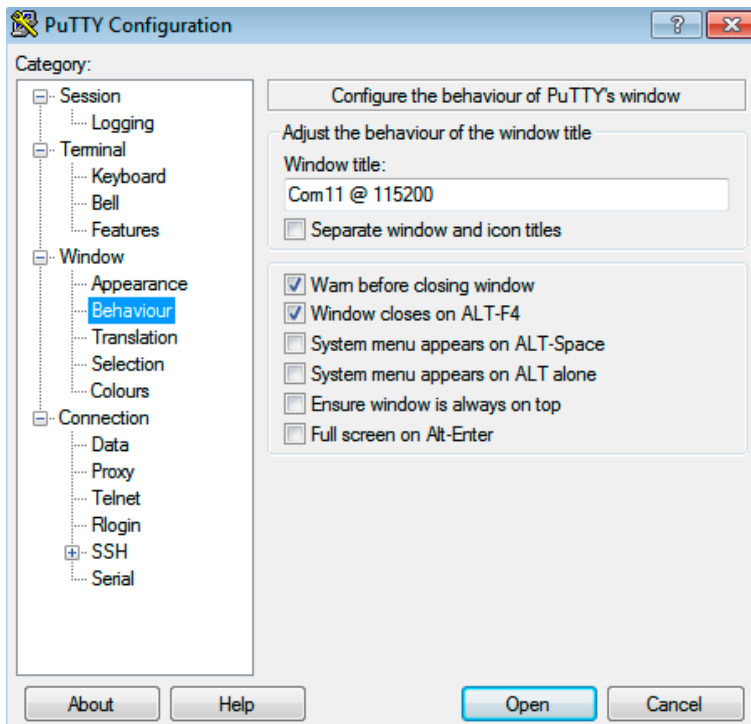 PuTTY Configuration
Category:
Session
Logging
Terminal
Keyboard
Bell
Features
Window
Appearance
Behaviour
Translation
Selection
Colours
Connection
Data
Proxy
Telnet
Rlogin
SSH
Serial
Configure the behaviour of PuTTY's window
Adjust the behaviour of the window title
Window title:
Com11 @ 115200
Separate window and icon titles
Warn before closing window
Window closes on ALT-F4
System menu appears on ALT-Space
System menu appears on ALT alone
Ensure window is always on top
Full screen on Alt-Enter
About
Help
Open
Cancel